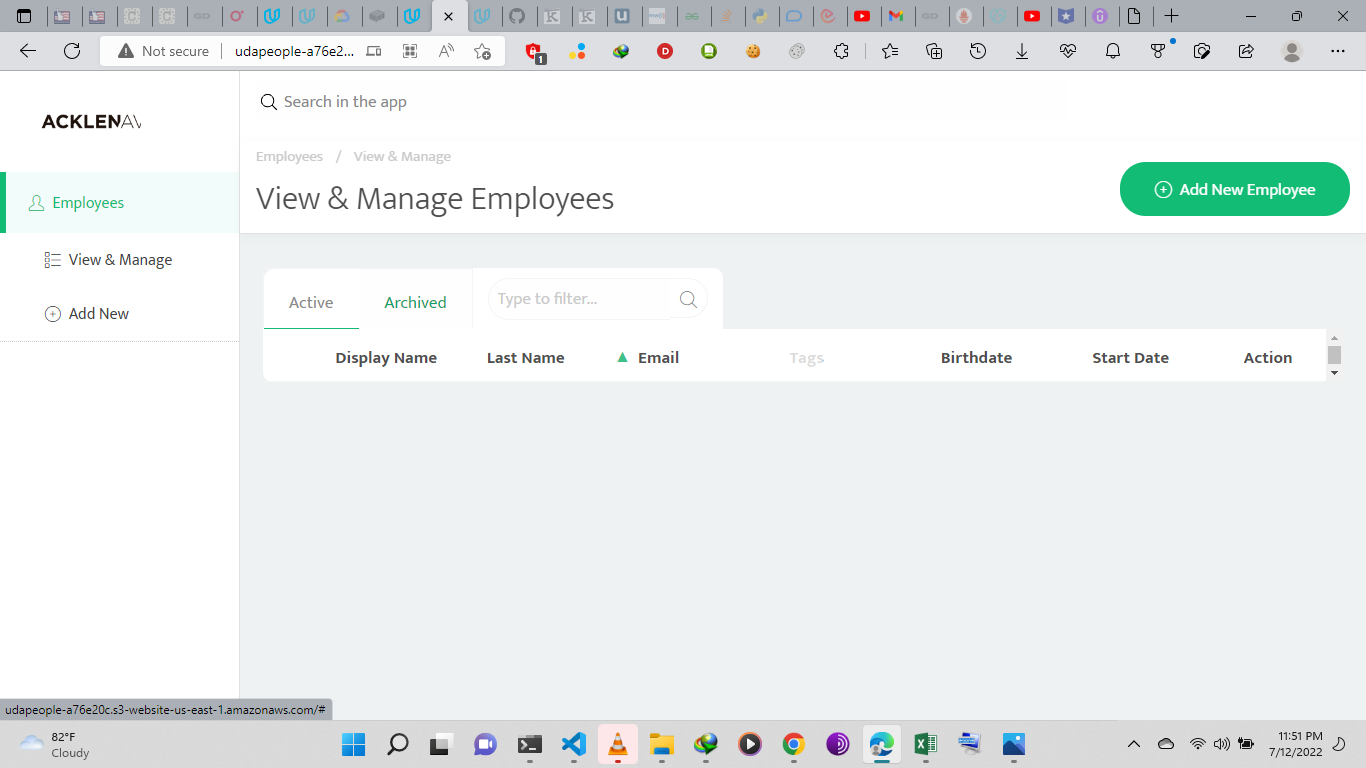 Not secure
udapeople-a76e2...
1
ACKLENAV
Search in the app
Employees / View & Manage
View & Manage Employees
Add New Employee
Employees
View & Manage
Add New
Active
Archived
Type to filter...
Display Name
Last Name
Email
Tags
Birthdate
Start Date
Action
udapeople-a76e20c.s3-website-us-east-1.amazonaws.com/#
82°F
Cloudy
11:51 PM
7/12/2022